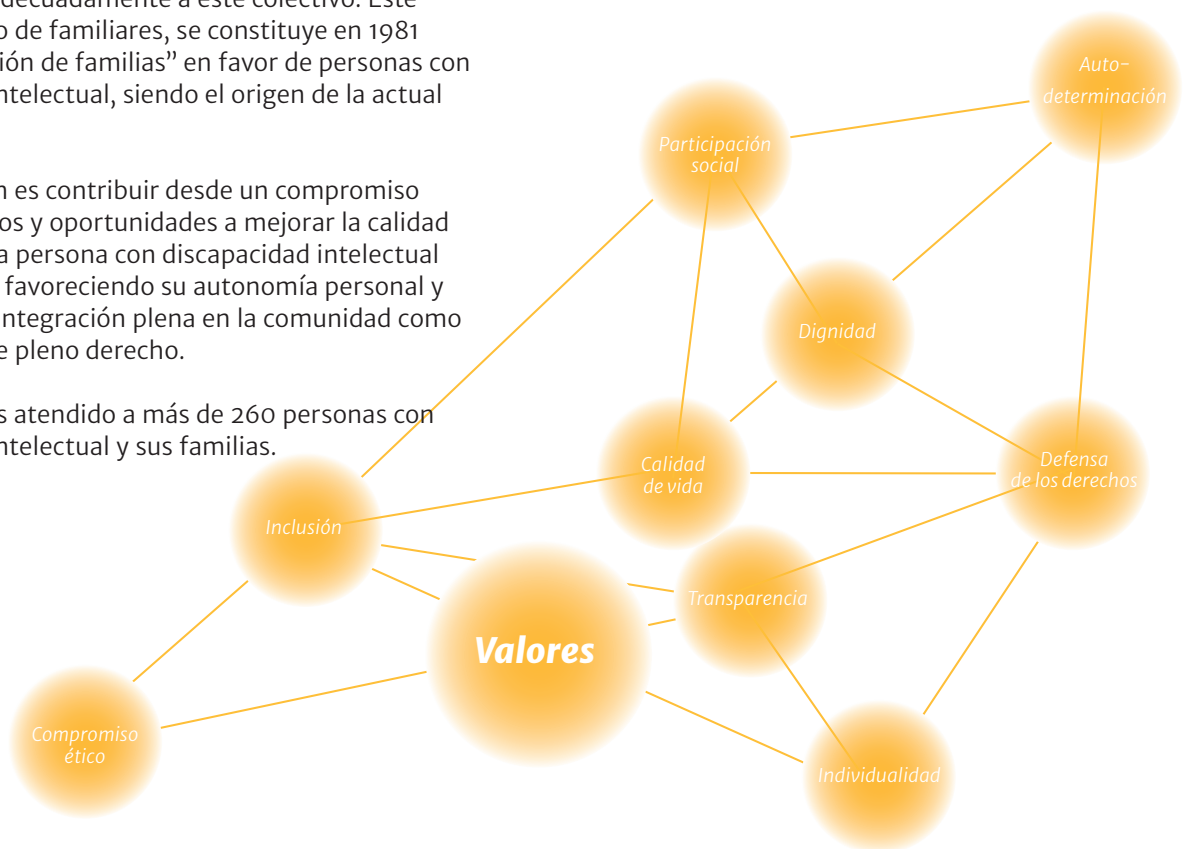 decuadamente a este colectivo. Este
o de familiares, se constituye en 1981
ión de familias” en favor de personas con
ntelectual, siendo el origen de la actual
n es contribuir desde un compromiso
os y oportunidades a mejorar la calidad
a persona con discapacidad intelectual
favoreciendo su autonomía personal y
integración plena en la comunidad como
e pleno derecho.
s atendido a más de 260 personas con
ntelectual y sus familias.
Auto-
determinación
Participación
social
Dignidad
Calidad
de vida
Defensa
de los derechos
Inclusión
Transparencia
Valores
Compromiso
ético
Individualidad